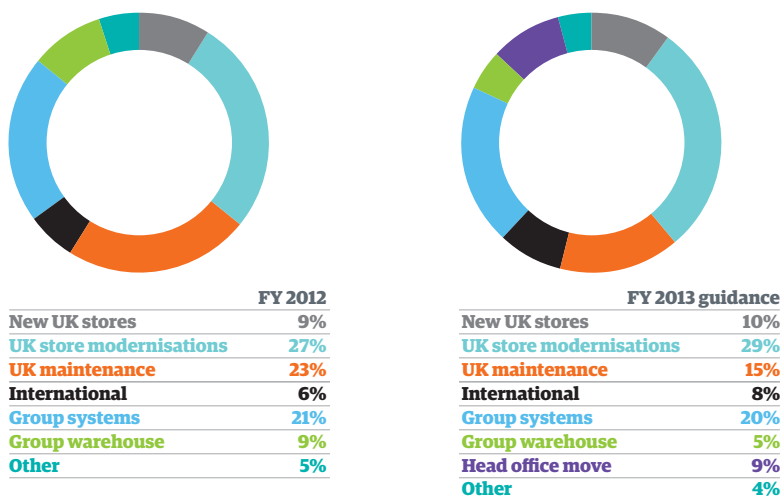 FY 2012
New UK stores 9%
UK store modernisations 27%
UK maintenance 23%
International 6%
Group systems 21%
Group warehouse 9%
Other 5%
FY 2013 guidance
New UK stores 10%
UK store modernisations 29%
UK maintenance 15%
International 8%
Group systems 20%
Group warehouse 5%
Head office move 9%
Other 4%